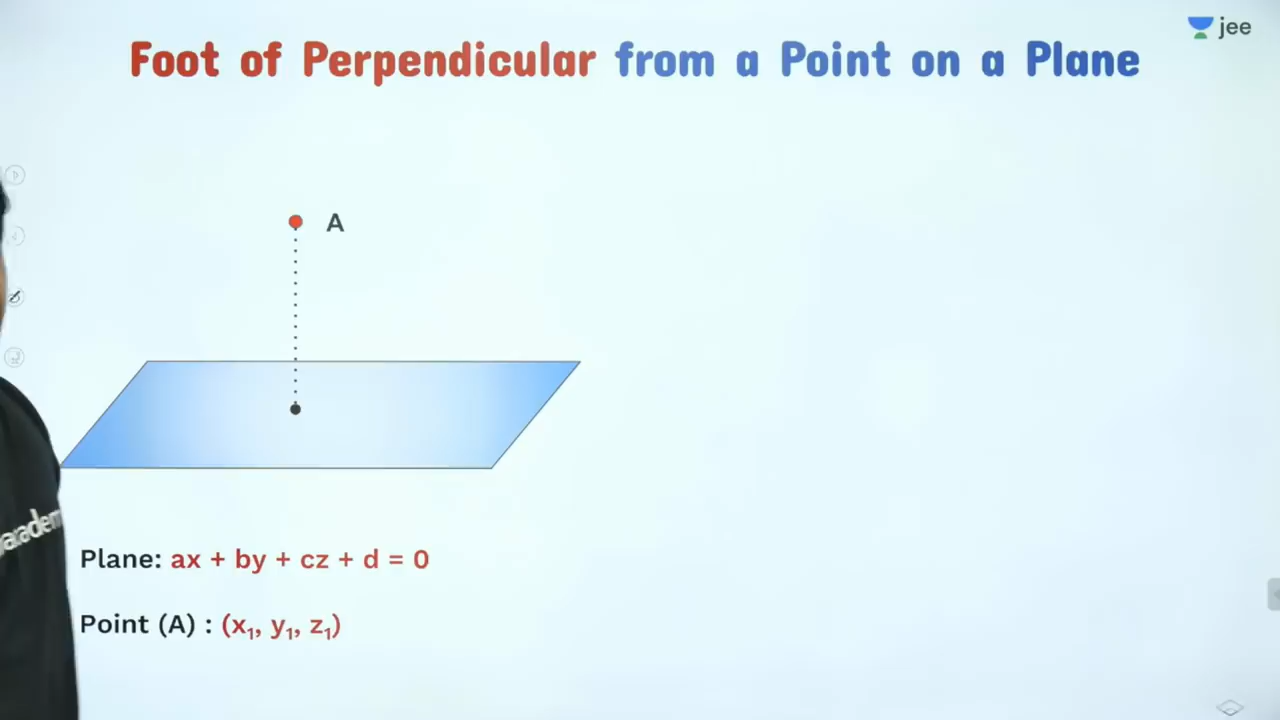 jee
Foot of Perpendicular from a Point on a Plane
A
Plane: ax + by + cz + d = 0
Point (A) : (x₁, y₁, z₁)